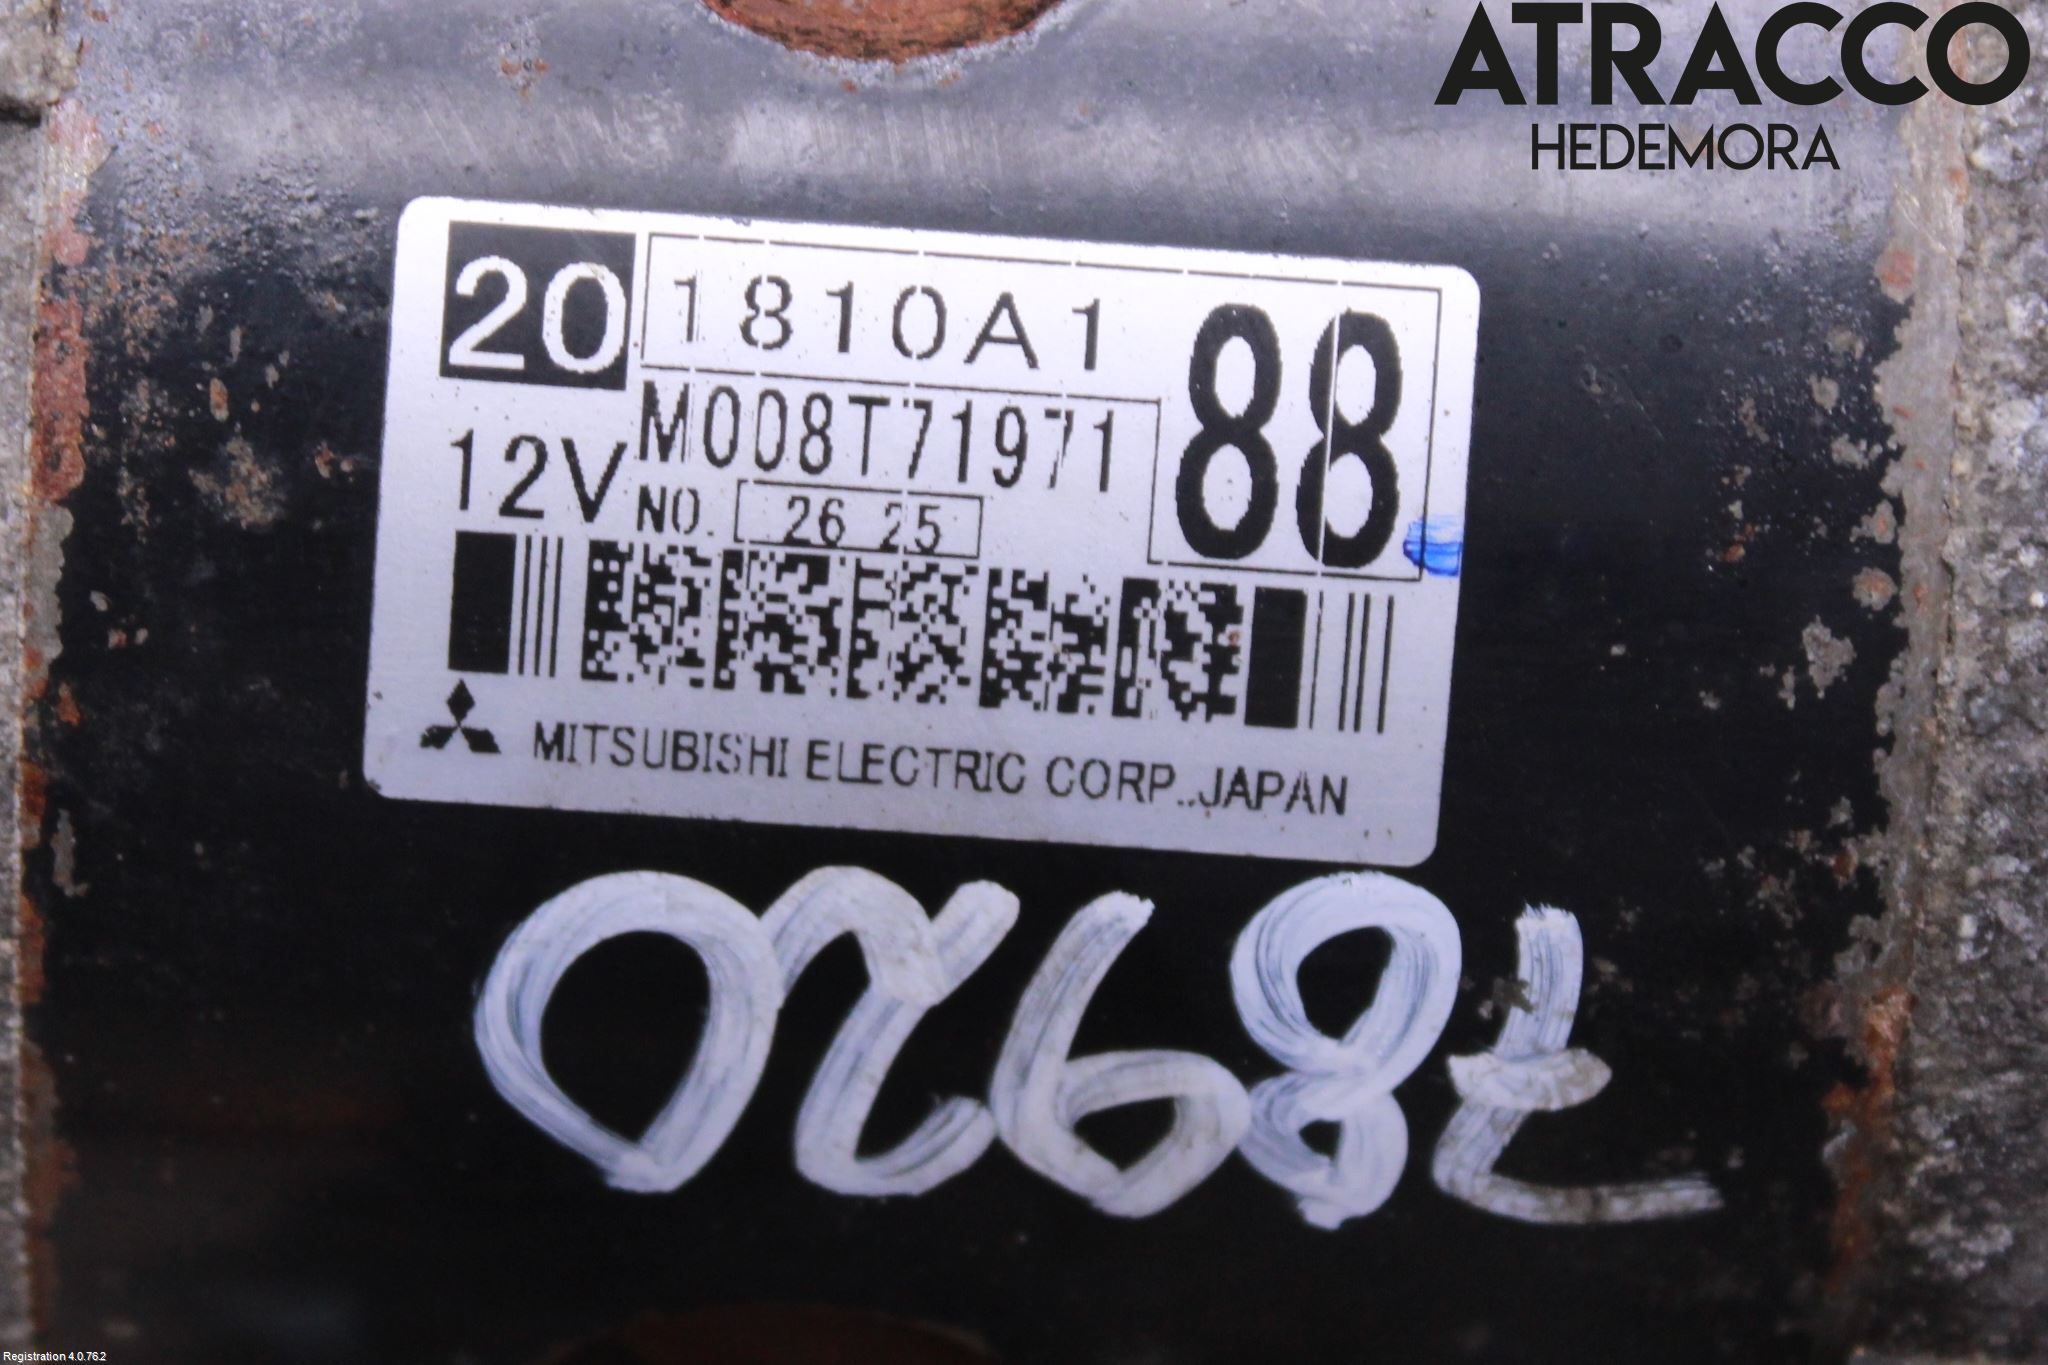 ATRACCO
HEDEMORA
20 1810A1 88
M008T71971
12V
NO. 26 25
MITSUBISHI ELECTRIC CORP. JAPAN
Registration 4.0.76.2